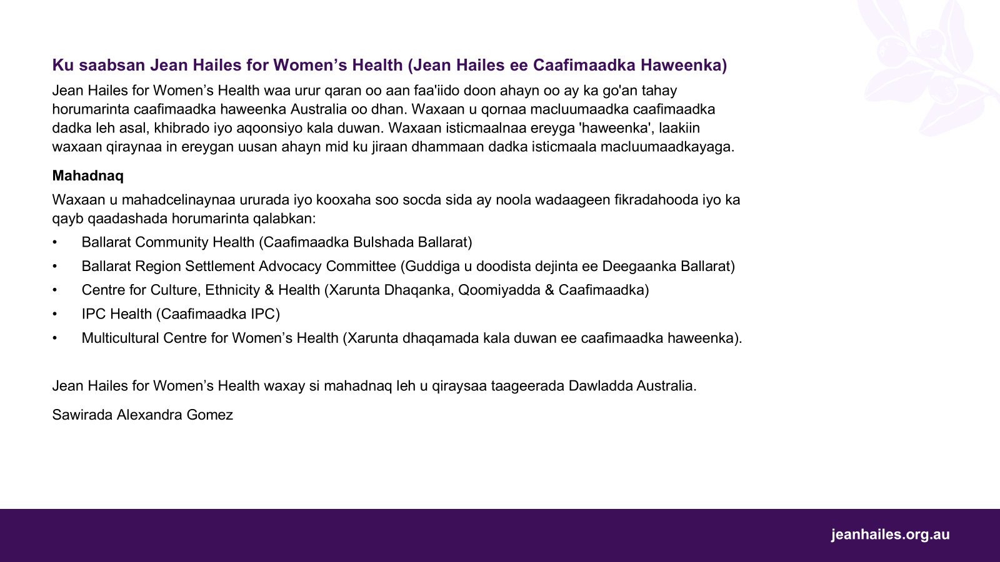 Ku saabsan Jean Hailes for Women’s Health (Jean Hailes ee Caafimaadka Haweenka)
Jean Hailes for Women’s Health waa urur qaran oo aan faa'iido doon ahayn oo ay ka go'an tahay
horumarinta caafimaadka haweenka Australia oo dhan. Waxaan u qornaa macluumaadka caafimaadka
dadka leh asal, khibrado iyo aqoonsiyo kala duwan. Waxaan isticmaalnaa ereyga 'haweenka', laakiin
waxaan qiraynaa in ereygan uusan ahayn mid ku jiraan dhammaan dadka isticmaala macluumaadkayaga.
Mahadnaq
Waxaan u mahadcelinaynaa ururada iyo kooxaha soo socda sida ay noola wadaageen fikradahooda iyo ka
qayb qaadashada horumarinta qalabkan:
• Ballarat Community Health (Caafimaadka Bulshada Ballarat)
• Ballarat Region Settlement Advocacy Committee (Guddiga u doodista dejinta ee Deegaanka Ballarat)
• Centre for Culture, Ethnicity & Health (Xarunta Dhaqanka, Qoomiyadda & Caafimaadka)
• IPC Health (Caafimaadka IPC)
• Multicultural Centre for Women’s Health (Xarunta dhaqamada kala duwan ee caafimaadka haweenka).
Jean Hailes for Women’s Health waxay si mahadnaq leh u qiraysaa taageerada Dawladda Australia.
Sawirada Alexandra Gomez
jeanhailes.org.au